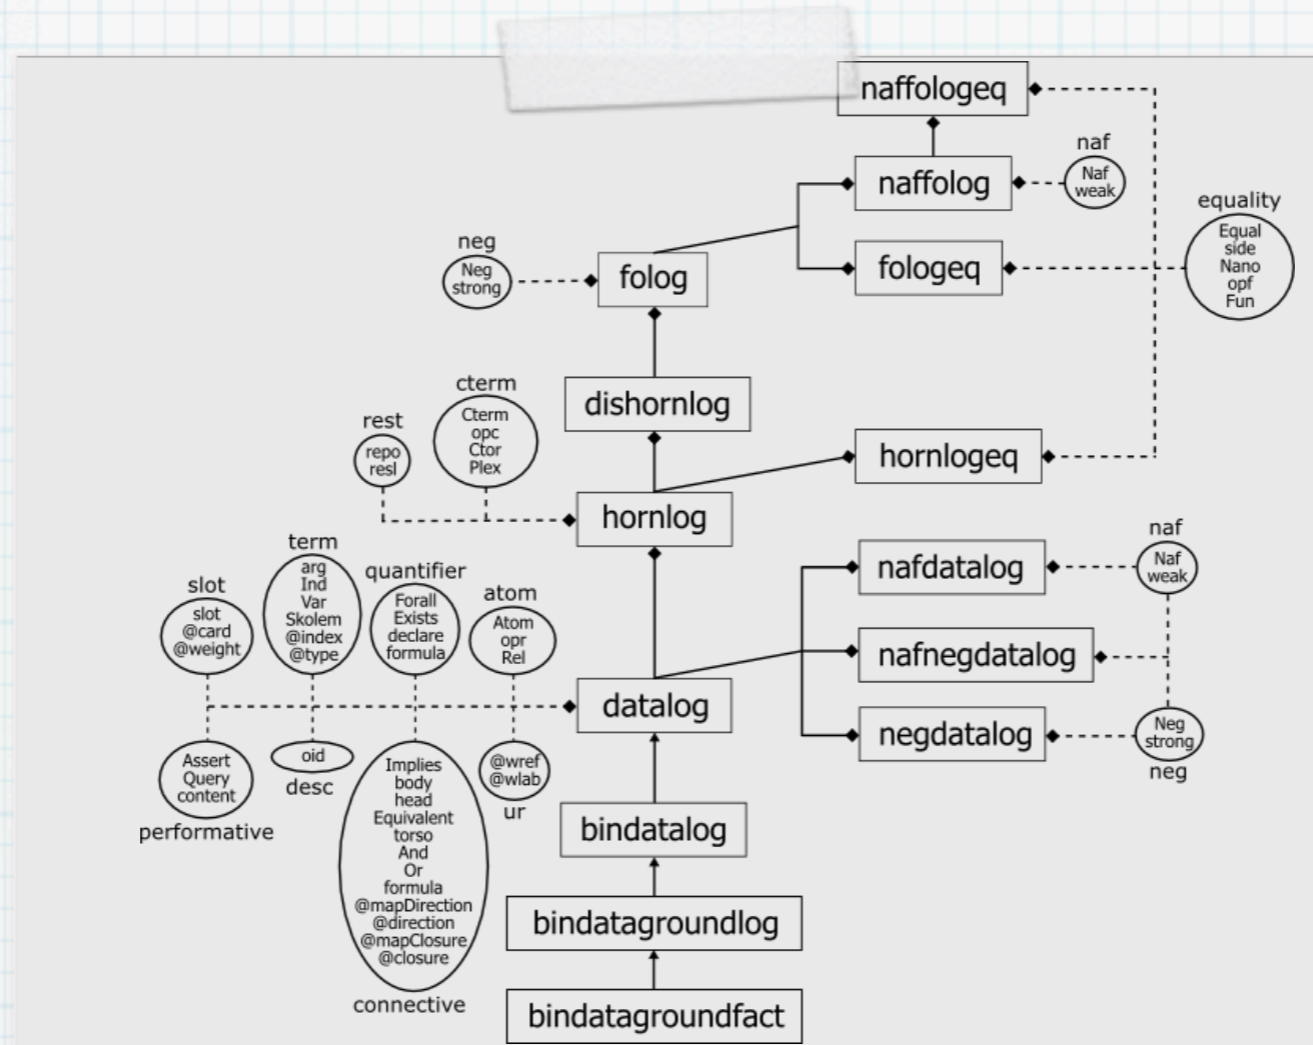 naffologeq
naf
naffolog
Naf
weak
equality
neg
Equal
side
Nano
opf
Fun
Neg
strong
folog
fologeq
cterm
dishornlog
rest
Cterm
opc
Ctor
Plex
repo
resl
hornlogeq
hornlog
term
naf
slot
arg
Ind
Var
Skolem
@index
@type
quantifier
nafdatalog
Naf
weak
atom
slot
@card
@weight
Forall
Exists
declare
formula
Atom
opr
Rel
nafnegdatalog
datalog
negdatalog
Neg
strong
neg
Assert
Query
content
performative
oid
desc
Implies
body
head
Equivalent
torso
And
Or
formula
@mapDirection
@direction
@mapClosure
@closure
connective
@wref
@wlab
ur
bindatalog
bindatagroundlog
bindatagroundfact